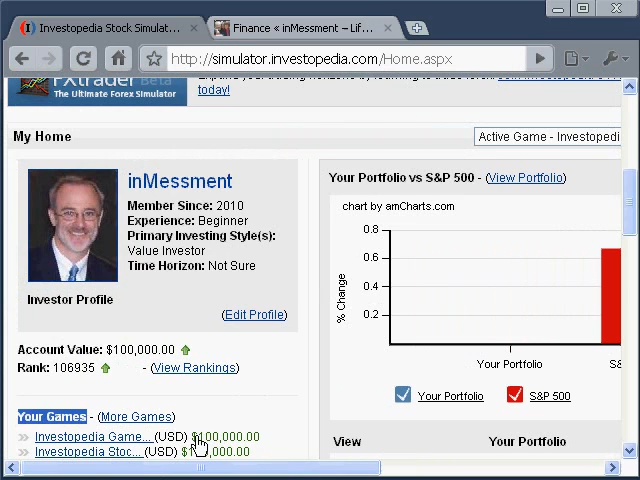 Investopedia Stock Simulat...
Finance « inMessment – Lif...
http://simulator.investopedia.com/Home.aspx
FXtrader Beta
The Ultimate Forex Simulator
today!
My Home
Active Game - Investopedi
inMessment
Member Since: 2010
Experience: Beginner
Primary Investing Style(s):
Value Investor
Time Horizon: Not Sure
Investor Profile
(Edit Profile)
Account Value: $100,000.00
Rank: 106935 - (View Rankings)
Your Games - (More Games)
Investopedia Game... (USD) $100,000.00
Investopedia Stoc... (USD) $100,000.00
Your Portfolio vs S&P 500 - (View Portfolio)
chart by amCharts.com
% Change
0.8
0.6
0.4
0.2
Your Portfolio
S&
Your Portfolio
S&P 500
View
Your Portfolio